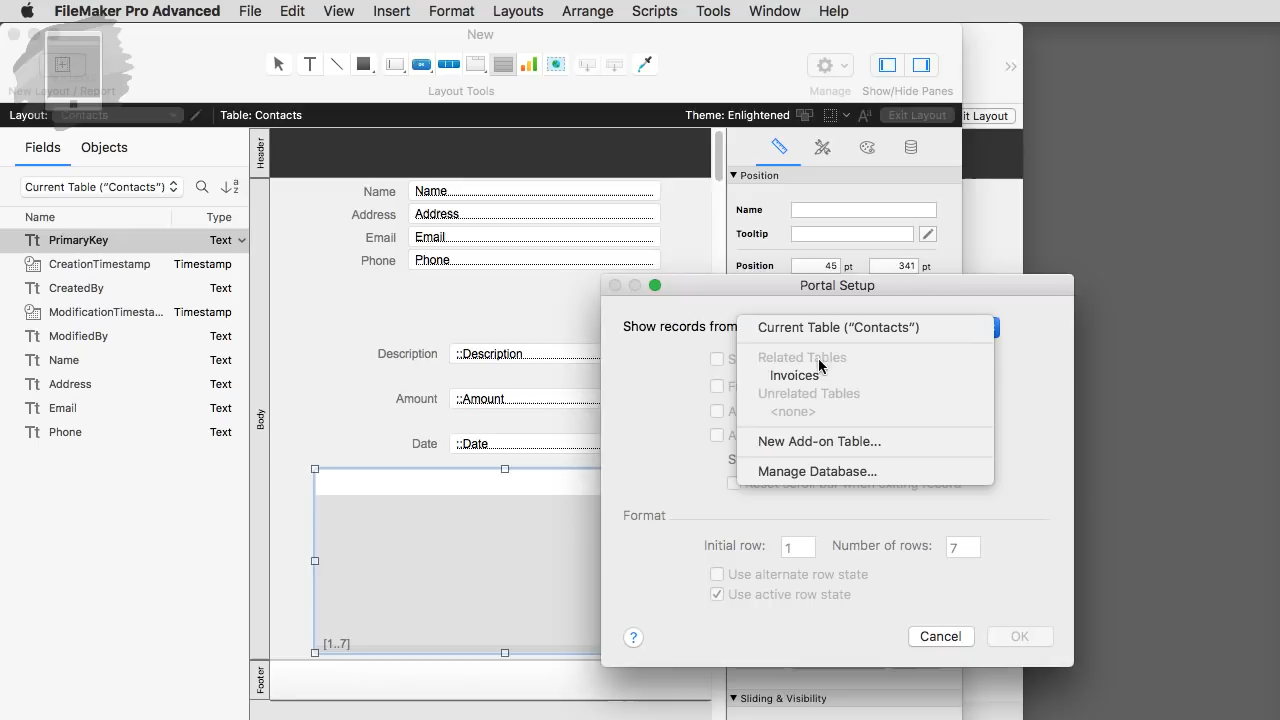 FileMaker Pro Advanced File Edit View Insert Format Layouts Arrange Scripts Tools Window Help
New
New Layout / Report Layout Tools Manage Show/Hide Panes
Layout: Contacts Table: Contacts Theme: Enlightened Exit Layout it Layout
Fields Objects
Current Table ("Contacts")
Name Type
PrimaryKey Text
CreationTimestamp Timestamp
CreatedBy Text
ModificationTimesta... Timestamp
ModifiedBy Text
Name Text
Address Text
Email Text
Phone Text
Header
Body
Footer
Name Name
Address Address
Email Email
Phone Phone
Description ::Description
Amount ::Amount
Date ::Date
[1..7]
Position
Name
Tooltip
Position 45 pt 341 pt
Portal Setup
Show records from
Current Table ("Contacts")
Related Tables
Invoices
Unrelated Tables
<none>
New Add-on Table...
Manage Database...
Format
Initial row: 1 Number of rows: 7
Use alternate row state
Use active row state
? Cancel OK
Sliding & Visibility